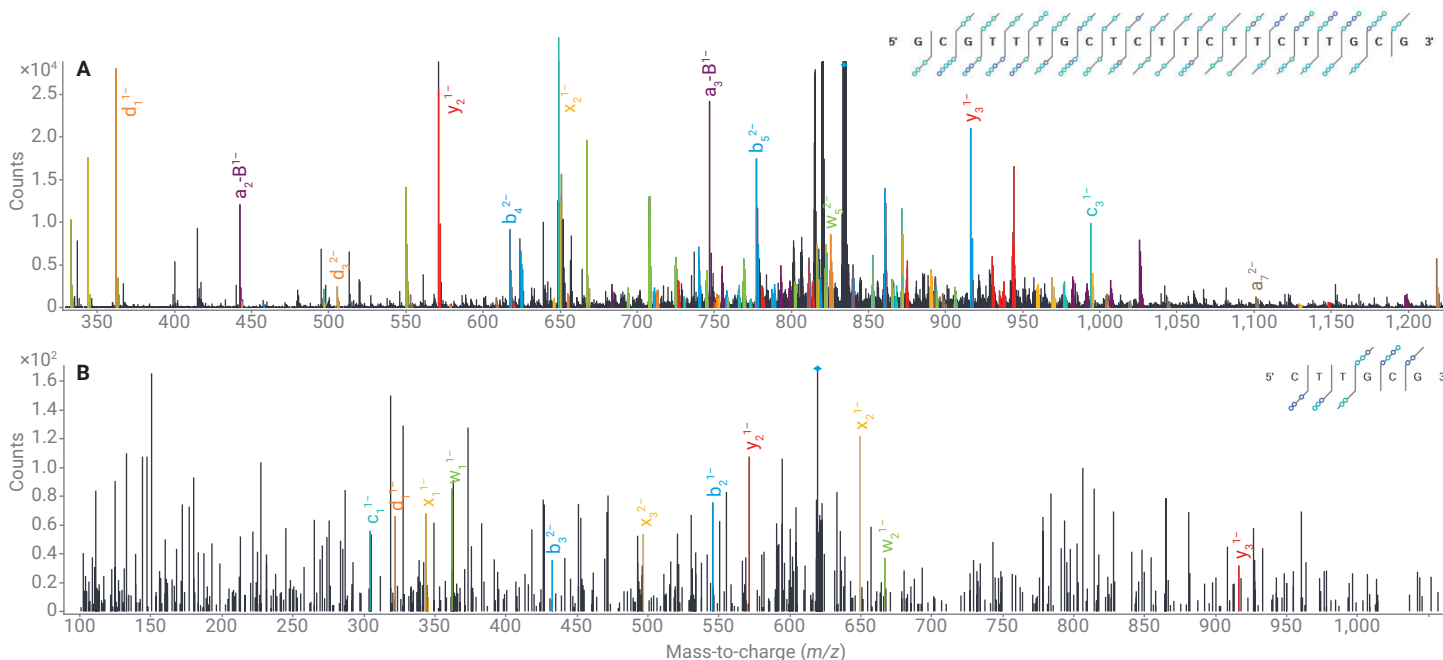 5' G C G T T T G C T C T T C T T C T T G C G 3'
A
×10⁴
2.5
2.0
1.5
1.0
0.5
0
Counts
d₁¹⁻
a₂-B¹⁻
d₃²⁻
y₂¹⁻
b₄²⁻
x₂¹⁻
a₃-B¹⁻
b₅²⁻
w₅²⁻
y₃¹⁻
c₃¹⁻
a₇²⁻
350 400 450 500 550 600 650 700 750 800 850 900 950 1,000 1,050 1,100 1,150 1,200
B
×10²
1.6
1.4
1.2
1.0
0.8
0.6
0.4
0.2
0
Counts
5' C T T G C G 3'
c₁¹⁻
d₁¹⁻
x₁¹⁻
w₁¹⁻
b₃²⁻
x₃²⁻
b₂¹⁻
y₂¹⁻
x₂¹⁻
w₂¹⁻
y₃¹⁻
100 150 200 250 300 350 400 450 500 550 600 650 700 750 800 850 900 950 1,000
Mass-to-charge (m/z)